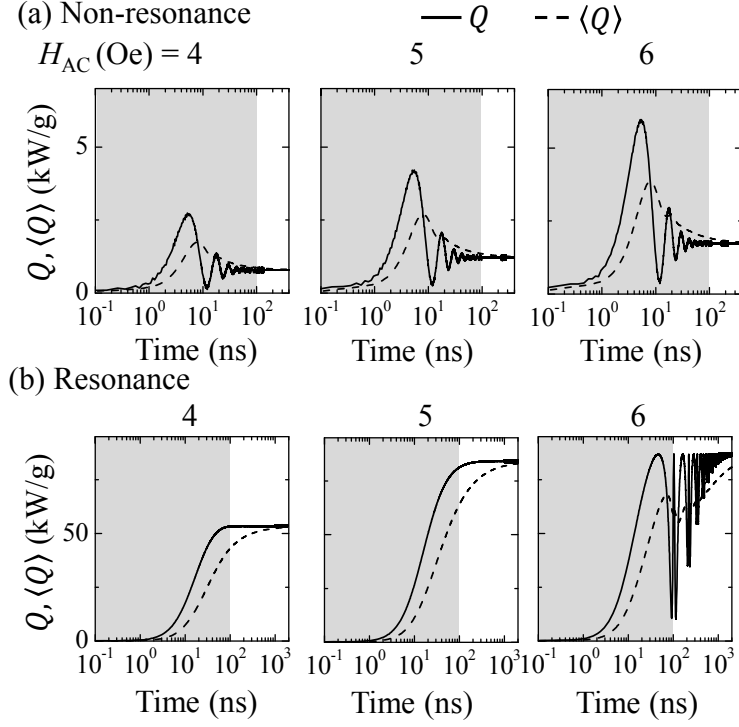 (a) Non-resonance — Q --- ⟨Q⟩
H_AC (Oe) = 4 5 6
Q, ⟨Q⟩ (kW/g)
5
0
10^-1 10^0 10^1 10^2 10^-1 10^0 10^1 10^2 10^-1 10^0 10^1 10^2
Time (ns) Time (ns) Time (ns)
(b) Resonance
4 5 6
Q, ⟨Q⟩ (kW/g)
50
0
10^-1 10^0 10^1 10^2 10^3 10^-1 10^0 10^1 10^2 10^3 10^-1 10^0 10^1 10^2 10^3
Time (ns) Time (ns) Time (ns)